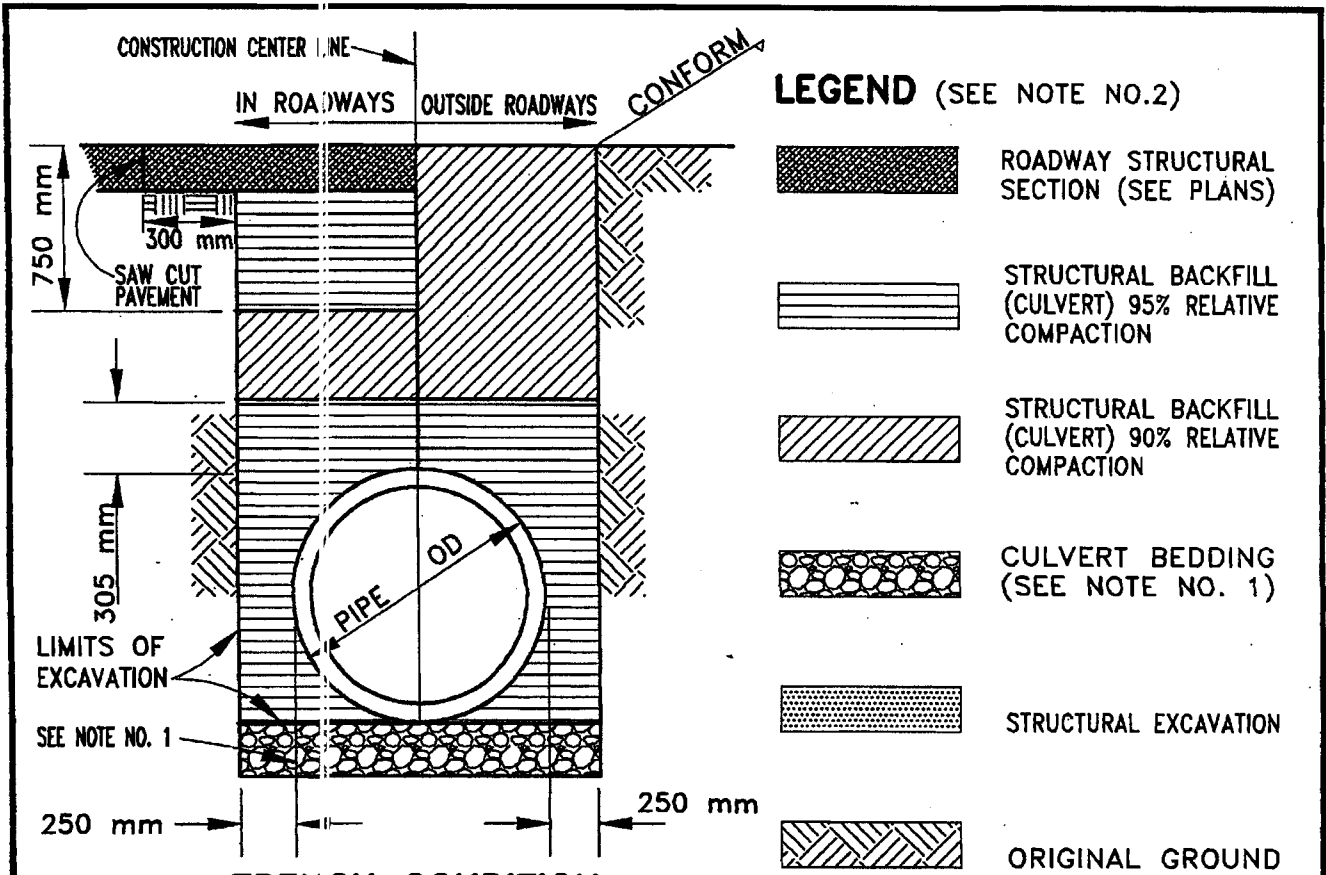 CONSTRUCTION CENTER LINE
IN ROADWAYS
OUTSIDE ROADWAYS
CONFORM
750 mm
300 mm
SAW CUT
PAVEMENT
305 mm
PIPE OD
LIMITS OF
EXCAVATION
SEE NOTE NO. 1
250 mm
250 mm
TRENCH CONDITION
LEGEND (SEE NOTE NO.2)
ROADWAY STRUCTURAL
SECTION (SEE PLANS)
STRUCTURAL BACKFILL
(CULVERT) 95% RELATIVE
COMPACTION
STRUCTURAL BACKFILL
(CULVERT) 90% RELATIVE
COMPACTION
CULVERT BEDDING
(SEE NOTE NO. 1)
STRUCTURAL EXCAVATION
ORIGINAL GROUND